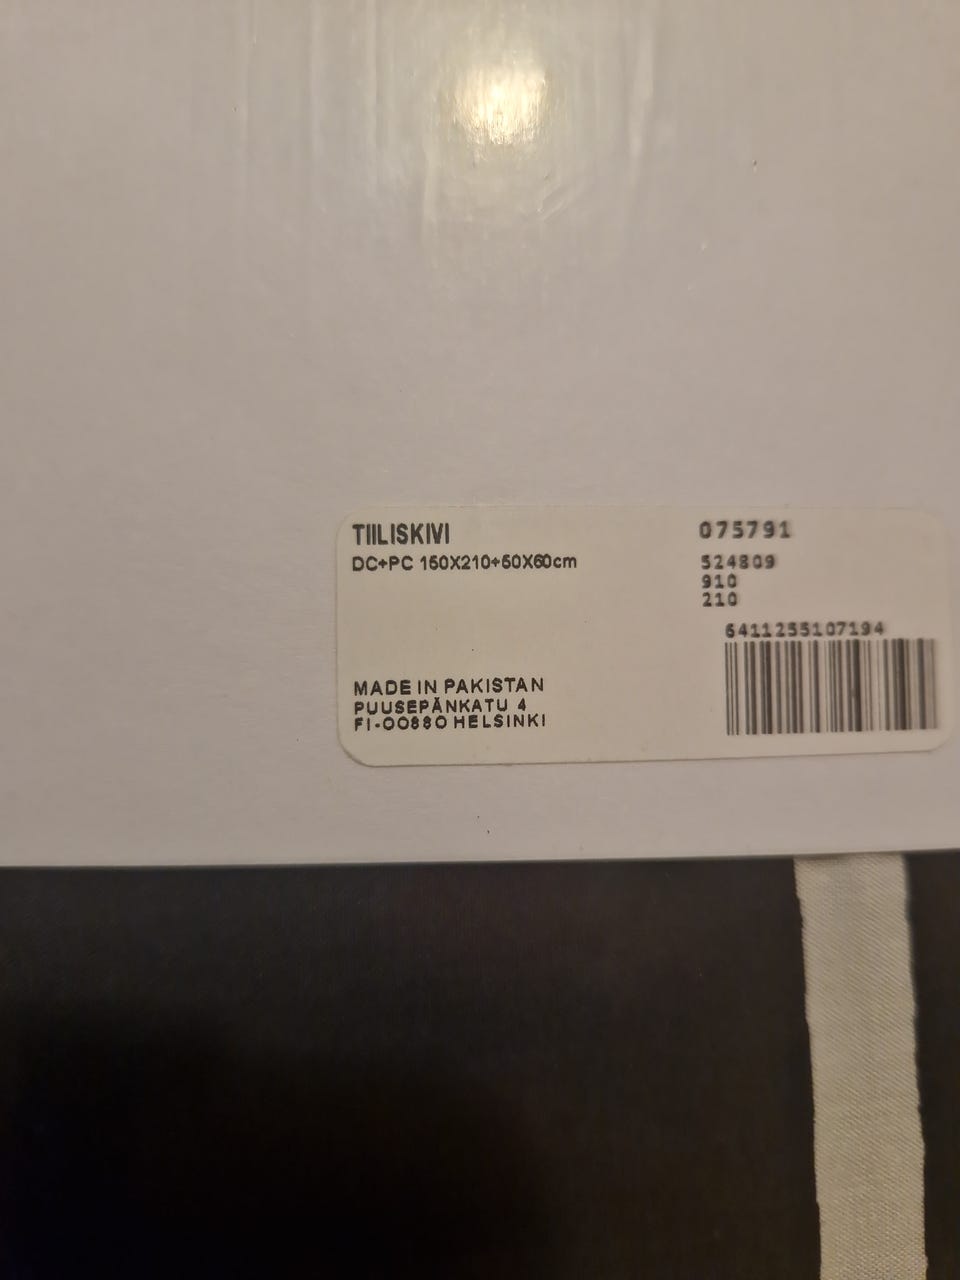 TIILISKIVI
DC+PC 150X210+50X60cm
075791
524809
910
210
6411255107194
MADE IN PAKISTAN
PUUSEPÄNKATU 4
FI-00880 HELSINKI